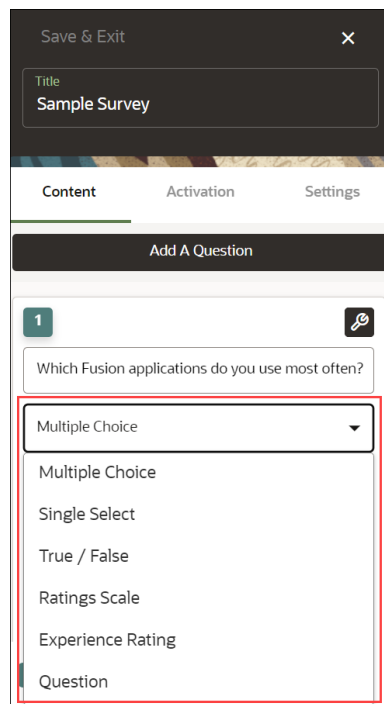 Save & Exit
Title
Sample Survey
Content Activation Settings
Add A Question
1
Which Fusion applications do you use most often?
Multiple Choice
Multiple Choice
Single Select
True / False
Ratings Scale
Experience Rating
Question